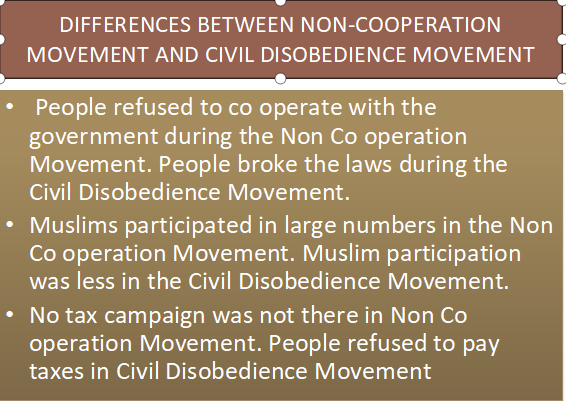 DIFFERENCES BETWEEN NON-COOPERATION
MOVEMENT AND CIVIL DISOBEDIENCE MOVEMENT
• People refused to co operate with the
government during the Non Co operation
Movement. People broke the laws during the
Civil Disobedience Movement.
• Muslims participated in large numbers in the Non
Co operation Movement. Muslim participation
was less in the Civil Disobedience Movement.
• No tax campaign was not there in Non Co
operation Movement. People refused to pay
taxes in Civil Disobedience Movement